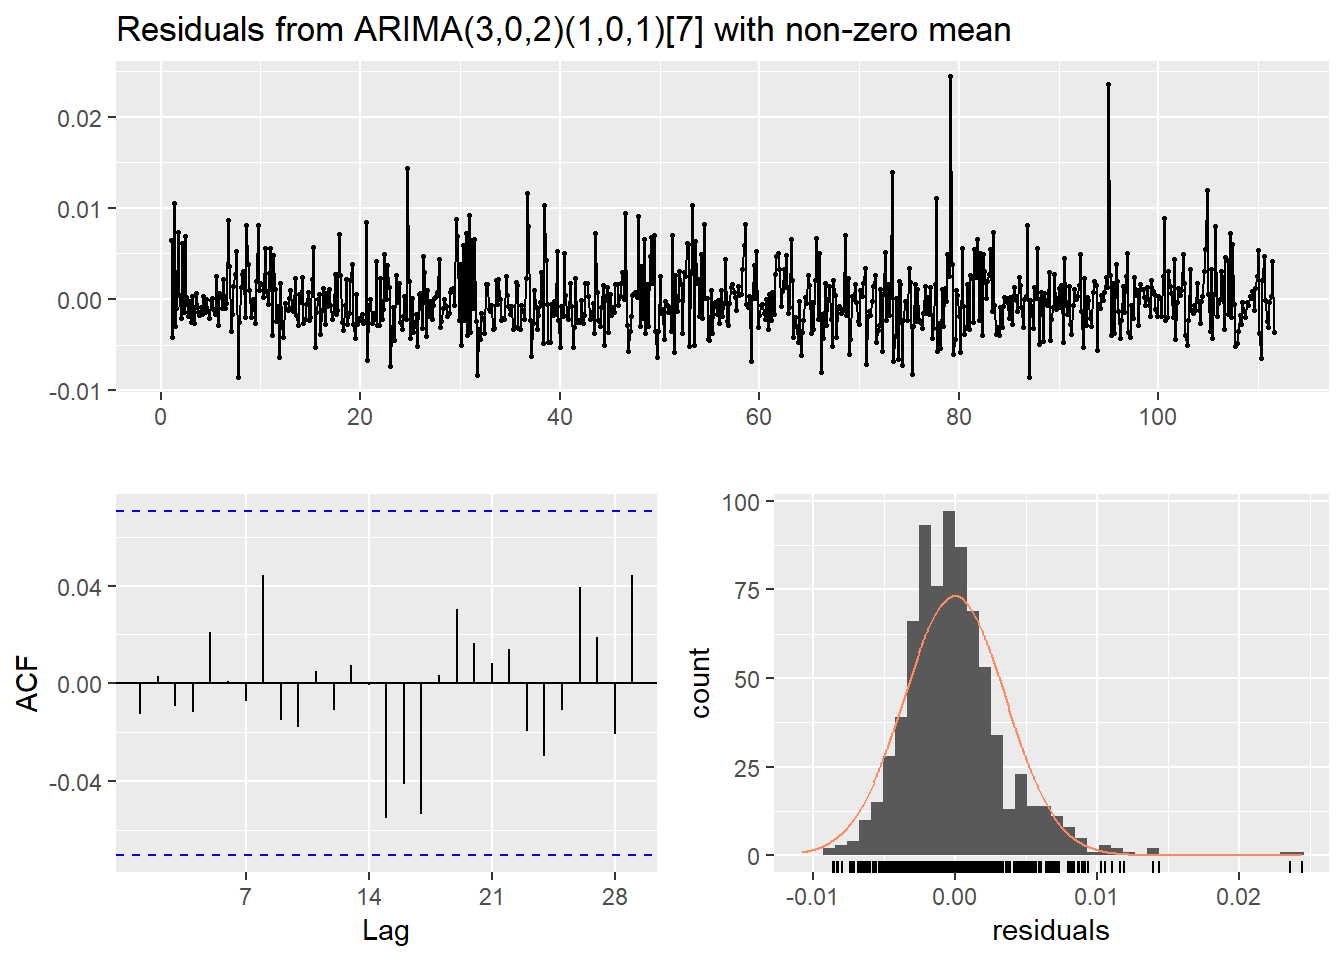 Residuals from ARIMA(3,0,2)(1,0,1)[7] with non-zero mean
0.02
0.01
0.00
-0.01
0 20 40 60 80 100
ACF
0.04
0.00
-0.04
7 14 21 28
Lag
count
100
75
50
25
0
-0.01 0.00 0.01 0.02
residuals